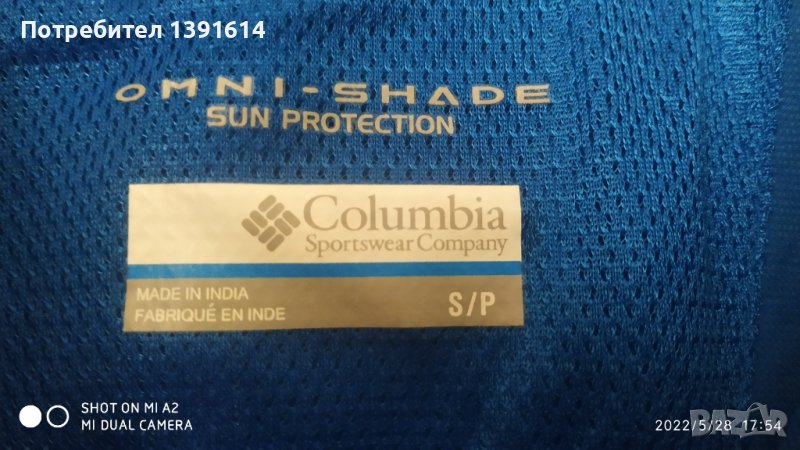 Потребител 1391614
OMNI-SHADE
SUN PROTECTION
Columbia
Sportswear Company
MADE IN INDIA
FABRIQUÉ EN INDE
S/P
SHOT ON MI A2
MI DUAL CAMERA
2022/5/28 17:54
BAZAR